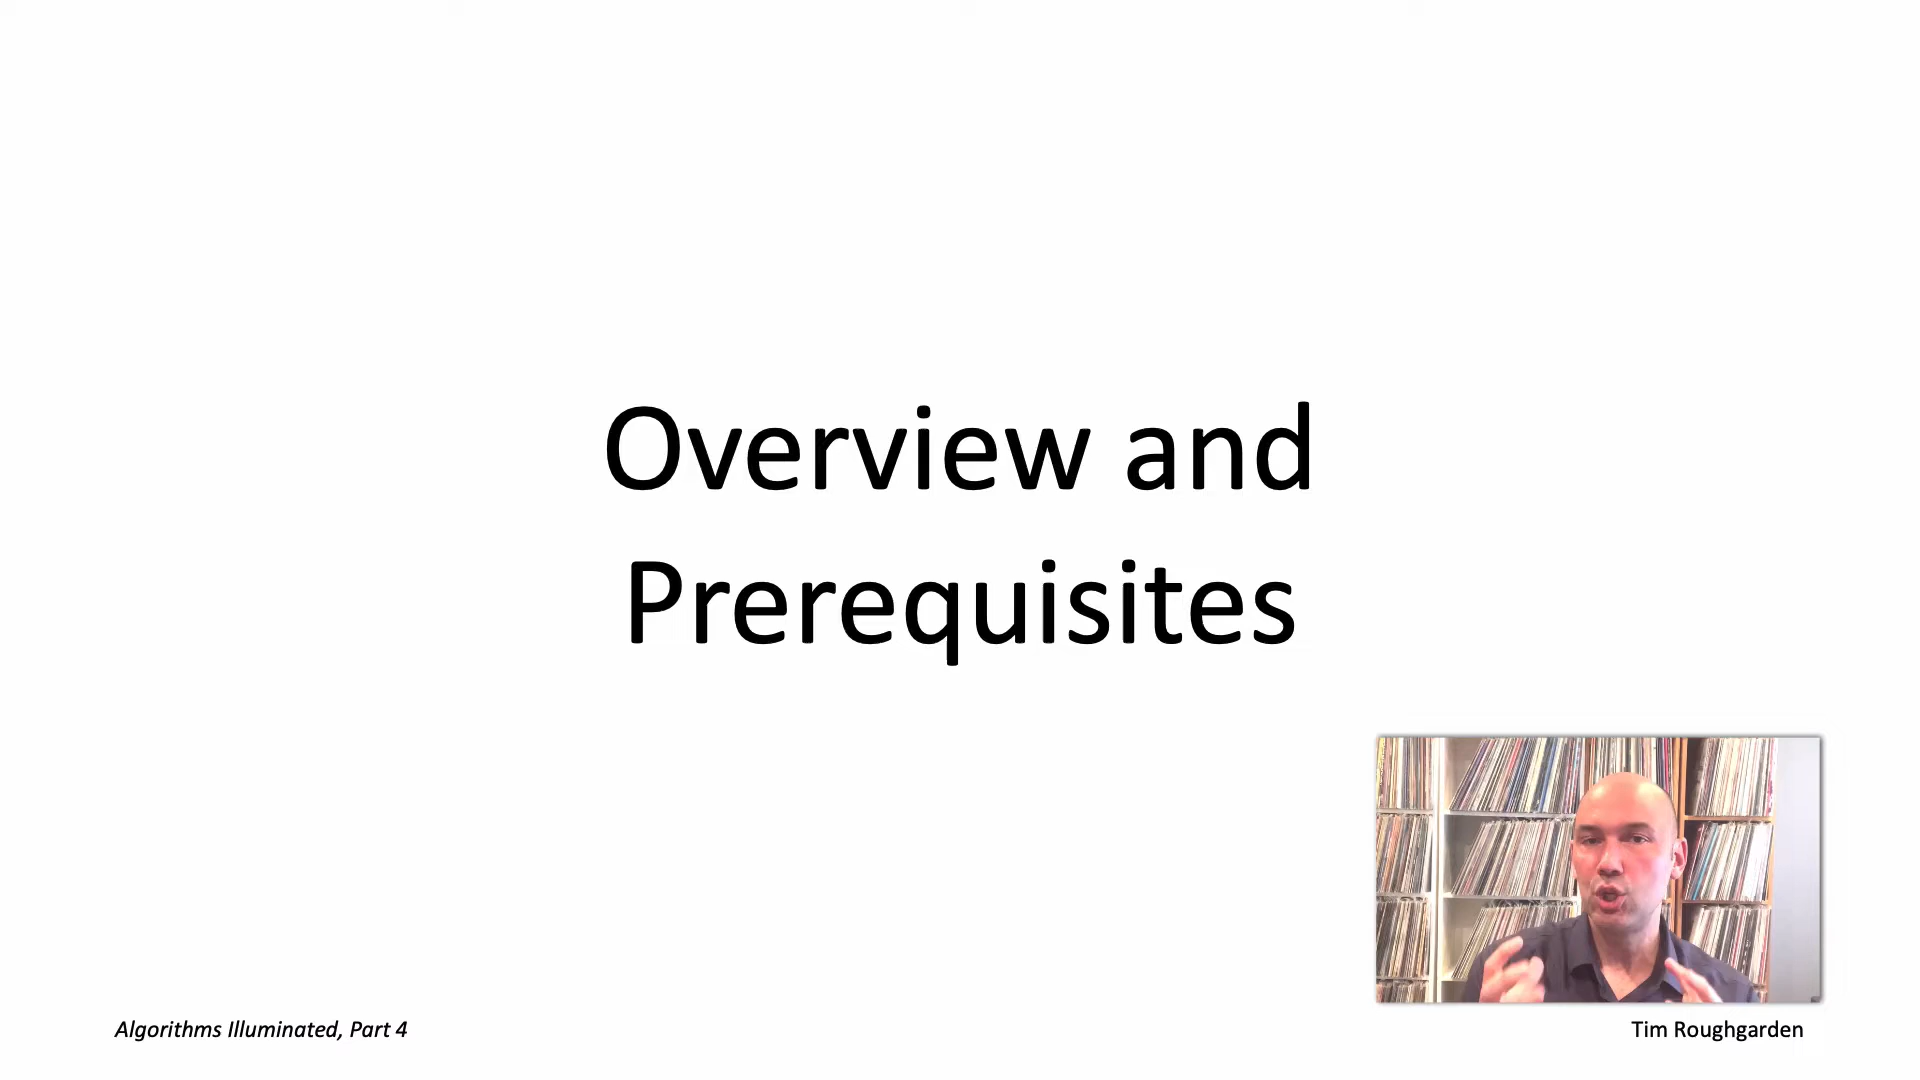 Overview and
Prerequisites
Algorithms Illuminated, Part 4
Tim Roughgarden